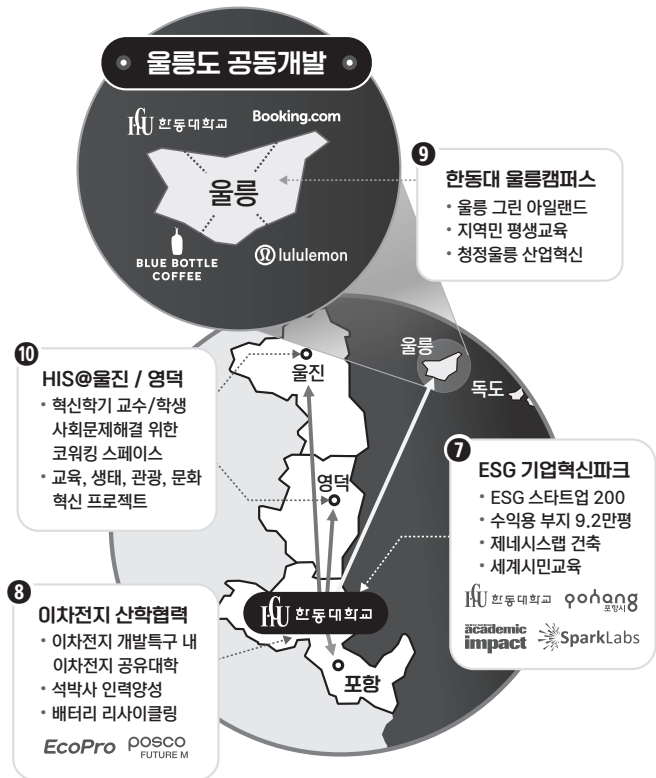 울릉도 공동개발
HGU 한동대학교
Booking.com
울릉
BLUE BOTTLE
COFFEE
lululemon
9
한동대 울릉캠퍼스
• 울릉 그린 아일랜드
• 지역민 평생교육
• 청정울릉 산업혁신
10
HIS@울진 / 영덕
• 혁신학기 교수/학생
사회문제해결 위한
코워킹 스페이스
• 교육, 생태, 관광, 문화
혁신 프로젝트
울진
영덕
울릉
독도
7
ESG 기업혁신파크
• ESG 스타트업 200
• 수익용 부지 9.2만평
• 제네시스랩 건축
• 세계시민교육
HGU 한동대학교
pohang
포항시
academic
impact
SparkLabs
HGU 한동대학교
포항
8
이차전지 산학협력
• 이차전지 개발특구 내
이차전지 공유대학
• 석박사 인력양성
• 배터리 리사이클링
EcoPro
posco
FUTURE M